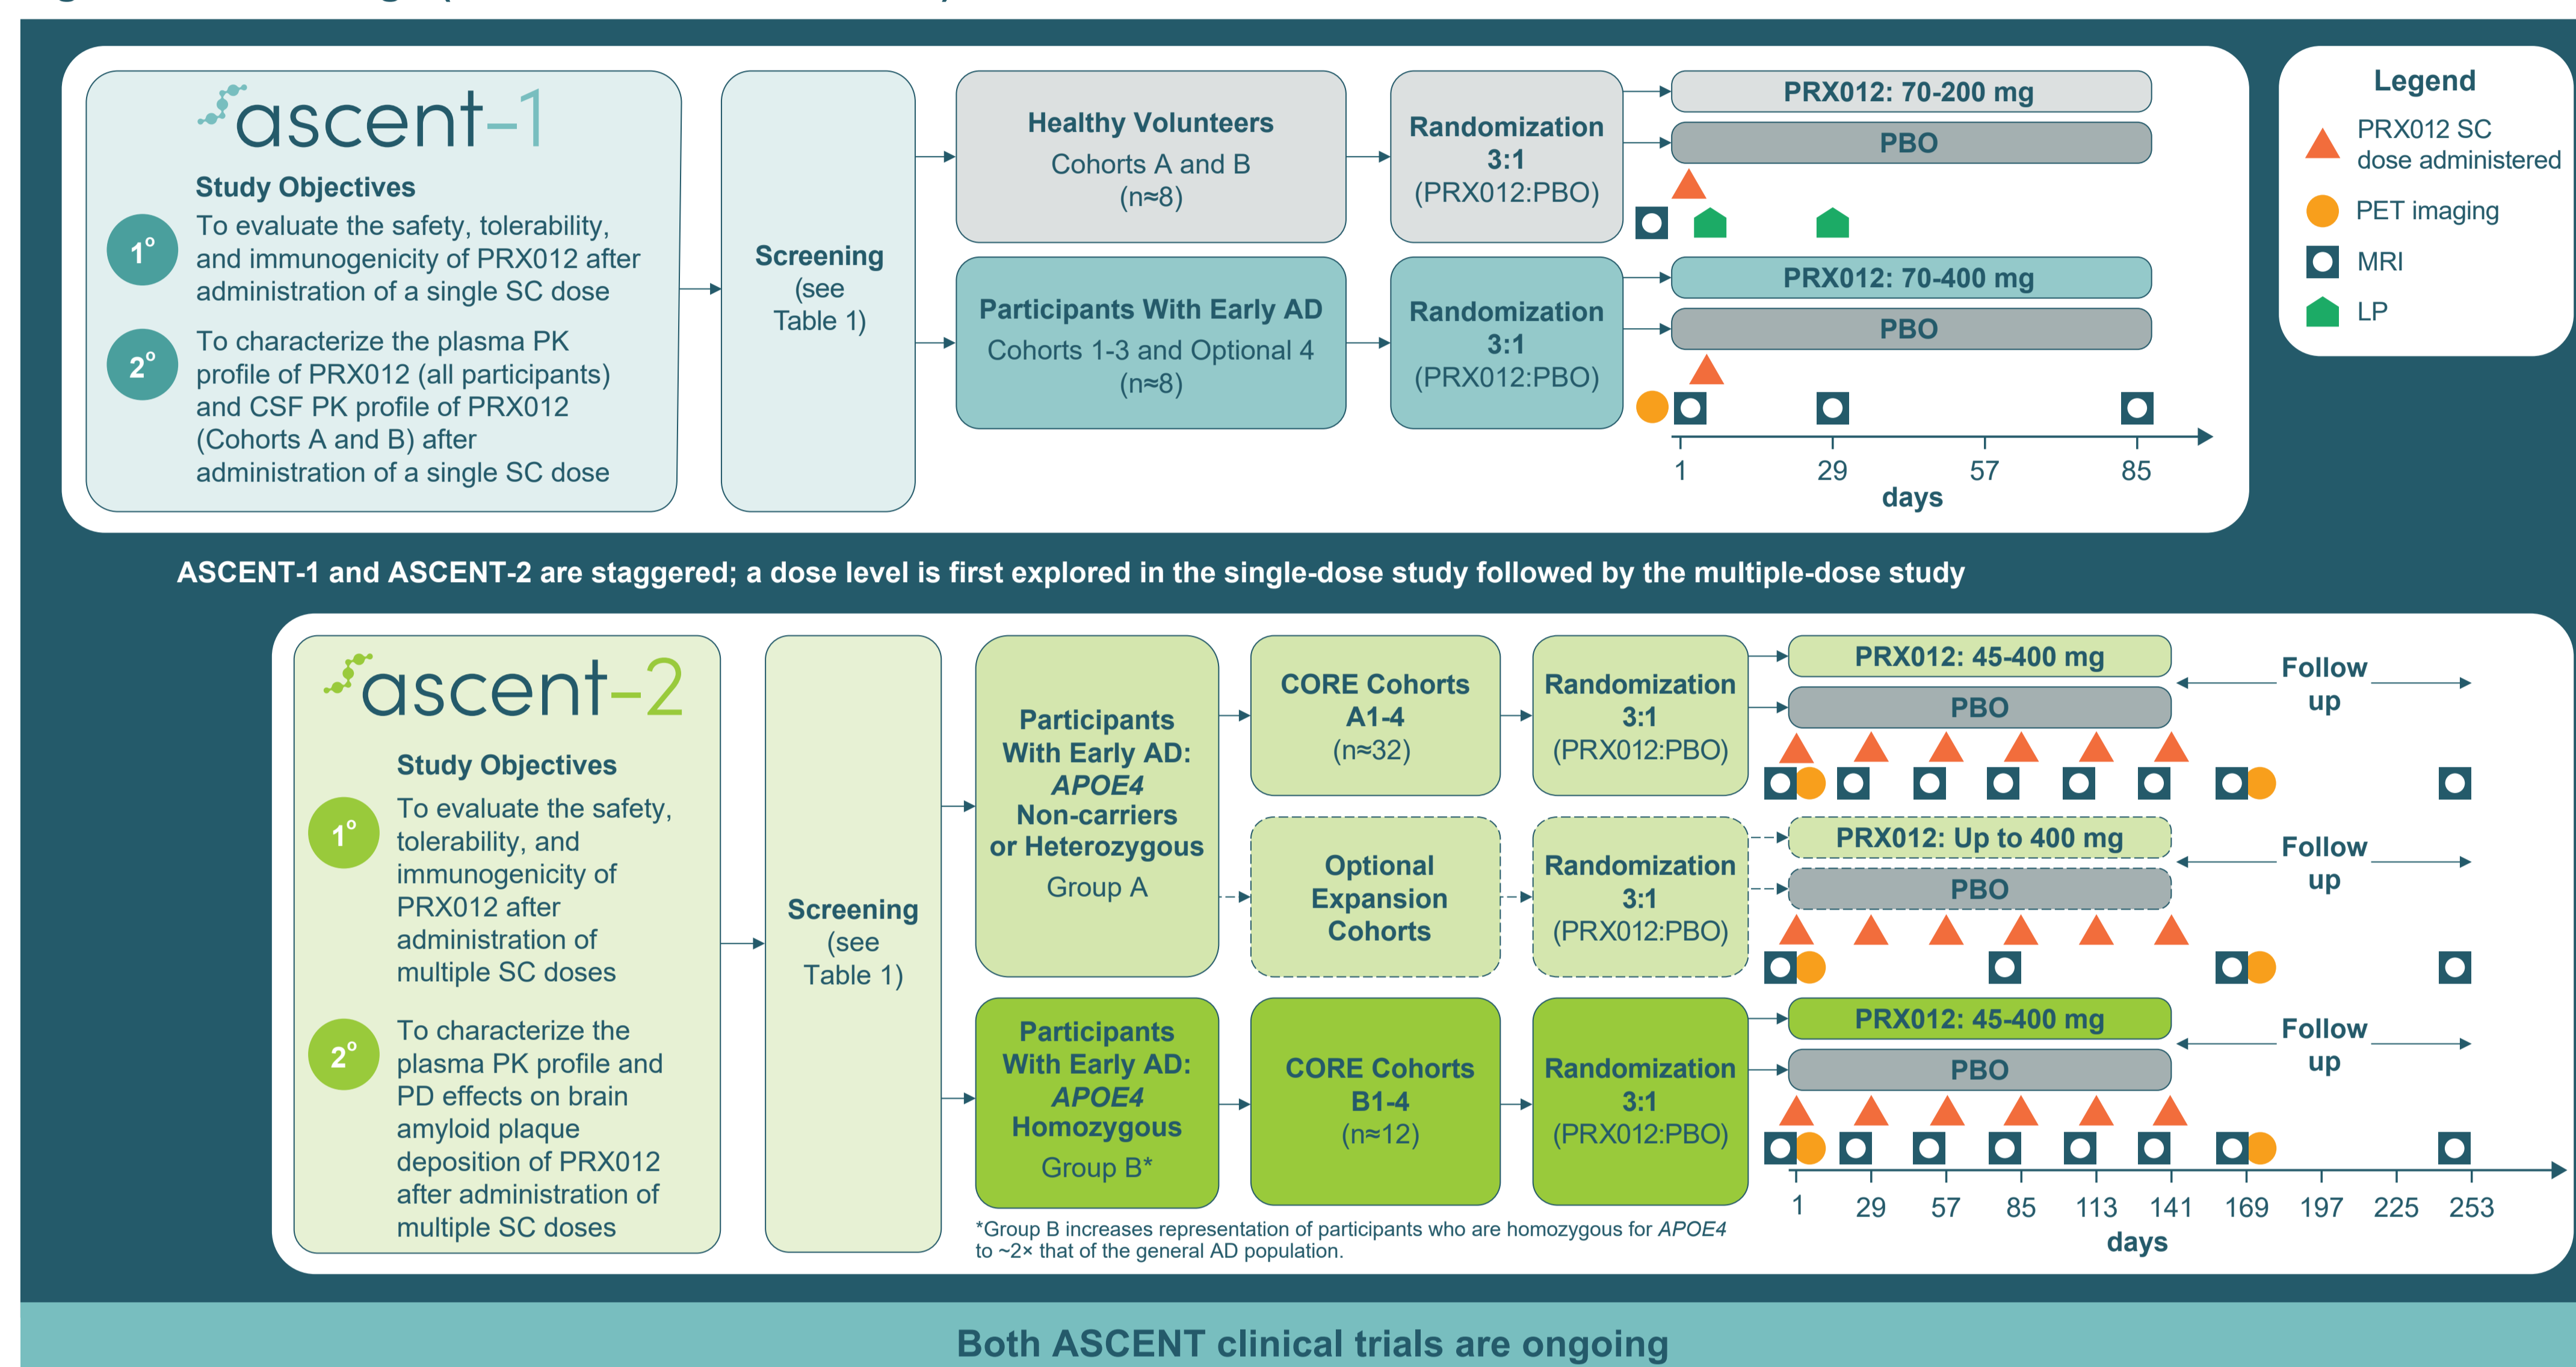 ascent-1
Study Objectives
1°
To evaluate the safety, tolerability,
and immunogenicity of PRX012 after
administration of a single SC dose
2°
To characterize the plasma PK
profile of PRX012 (all participants)
and CSF PK profile of PRX012
(Cohorts A and B) after
administration of a single SC dose
Screening
(see
Table 1)
Healthy Volunteers
Cohorts A and B
(n≈8)
Randomization
3:1
(PRX012:PBO)
PRX012: 70-200 mg
PBO
Participants With Early AD
Cohorts 1-3 and Optional 4
(n≈8)
Randomization
3:1
(PRX012:PBO)
PRX012: 70-400 mg
PBO
1 29 57 85
days
Legend
PRX012 SC
dose administered
PET imaging
MRI
LP
ASCENT-1 and ASCENT-2 are staggered; a dose level is first explored in the single-dose study followed by the multiple-dose study
ascent-2
Study Objectives
1°
To evaluate the safety,
tolerability, and
immunogenicity of
PRX012 after
administration of
multiple SC doses
2°
To characterize the
plasma PK profile and
PD effects on brain
amyloid plaque
deposition of PRX012
after administration of
multiple SC doses
Screening
(see
Table 1)
Participants
With Early AD:
APOE4
Non-carriers
or Heterozygous
Group A
CORE Cohorts
A1-4
(n≈32)
Randomization
3:1
(PRX012:PBO)
PRX012: 45-400 mg
PBO
Follow
up
Optional
Expansion
Cohorts
Randomization
3:1
(PRX012:PBO)
PRX012: Up to 400 mg
PBO
Follow
up
Participants
With Early AD:
APOE4
Homozygous
Group B*
CORE Cohorts
B1-4
(n≈12)
Randomization
3:1
(PRX012:PBO)
PRX012: 45-400 mg
PBO
Follow
up
1 29 57 85 113 141 169 197 225 253
days
*Group B increases representation of participants who are homozygous for APOE4
to ~2× that of the general AD population.
Both ASCENT clinical trials are ongoing